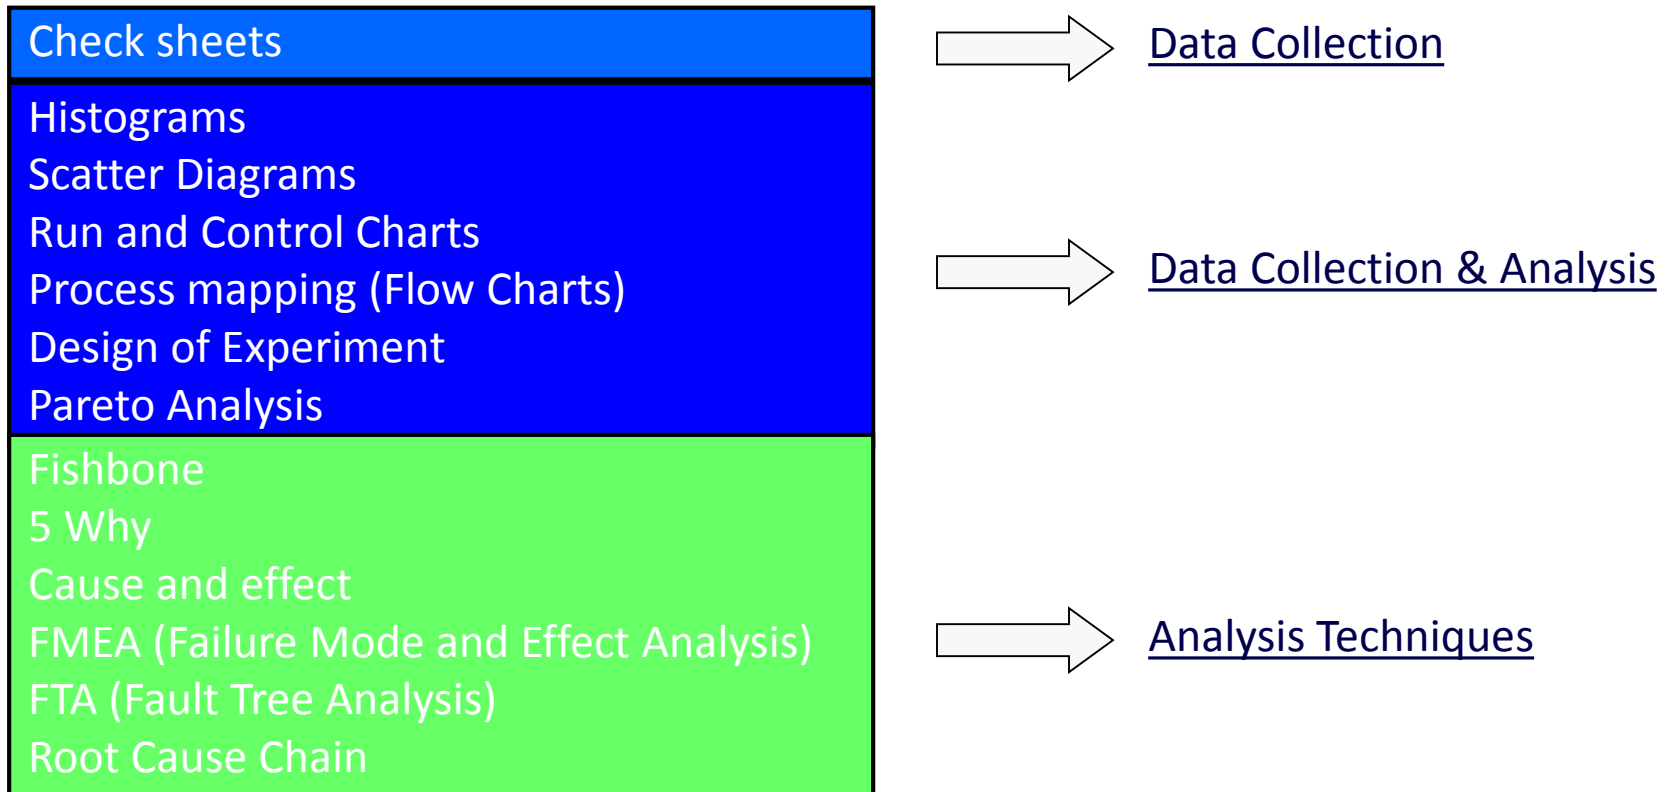 Check sheets
Data Collection
Histograms
Scatter Diagrams
Run and Control Charts
Process mapping (Flow Charts)
Design of Experiment
Pareto Analysis
Data Collection & Analysis
Fishbone
5 Why
Cause and effect
FMEA (Failure Mode and Effect Analysis)
FTA (Fault Tree Analysis)
Root Cause Chain
Analysis Techniques